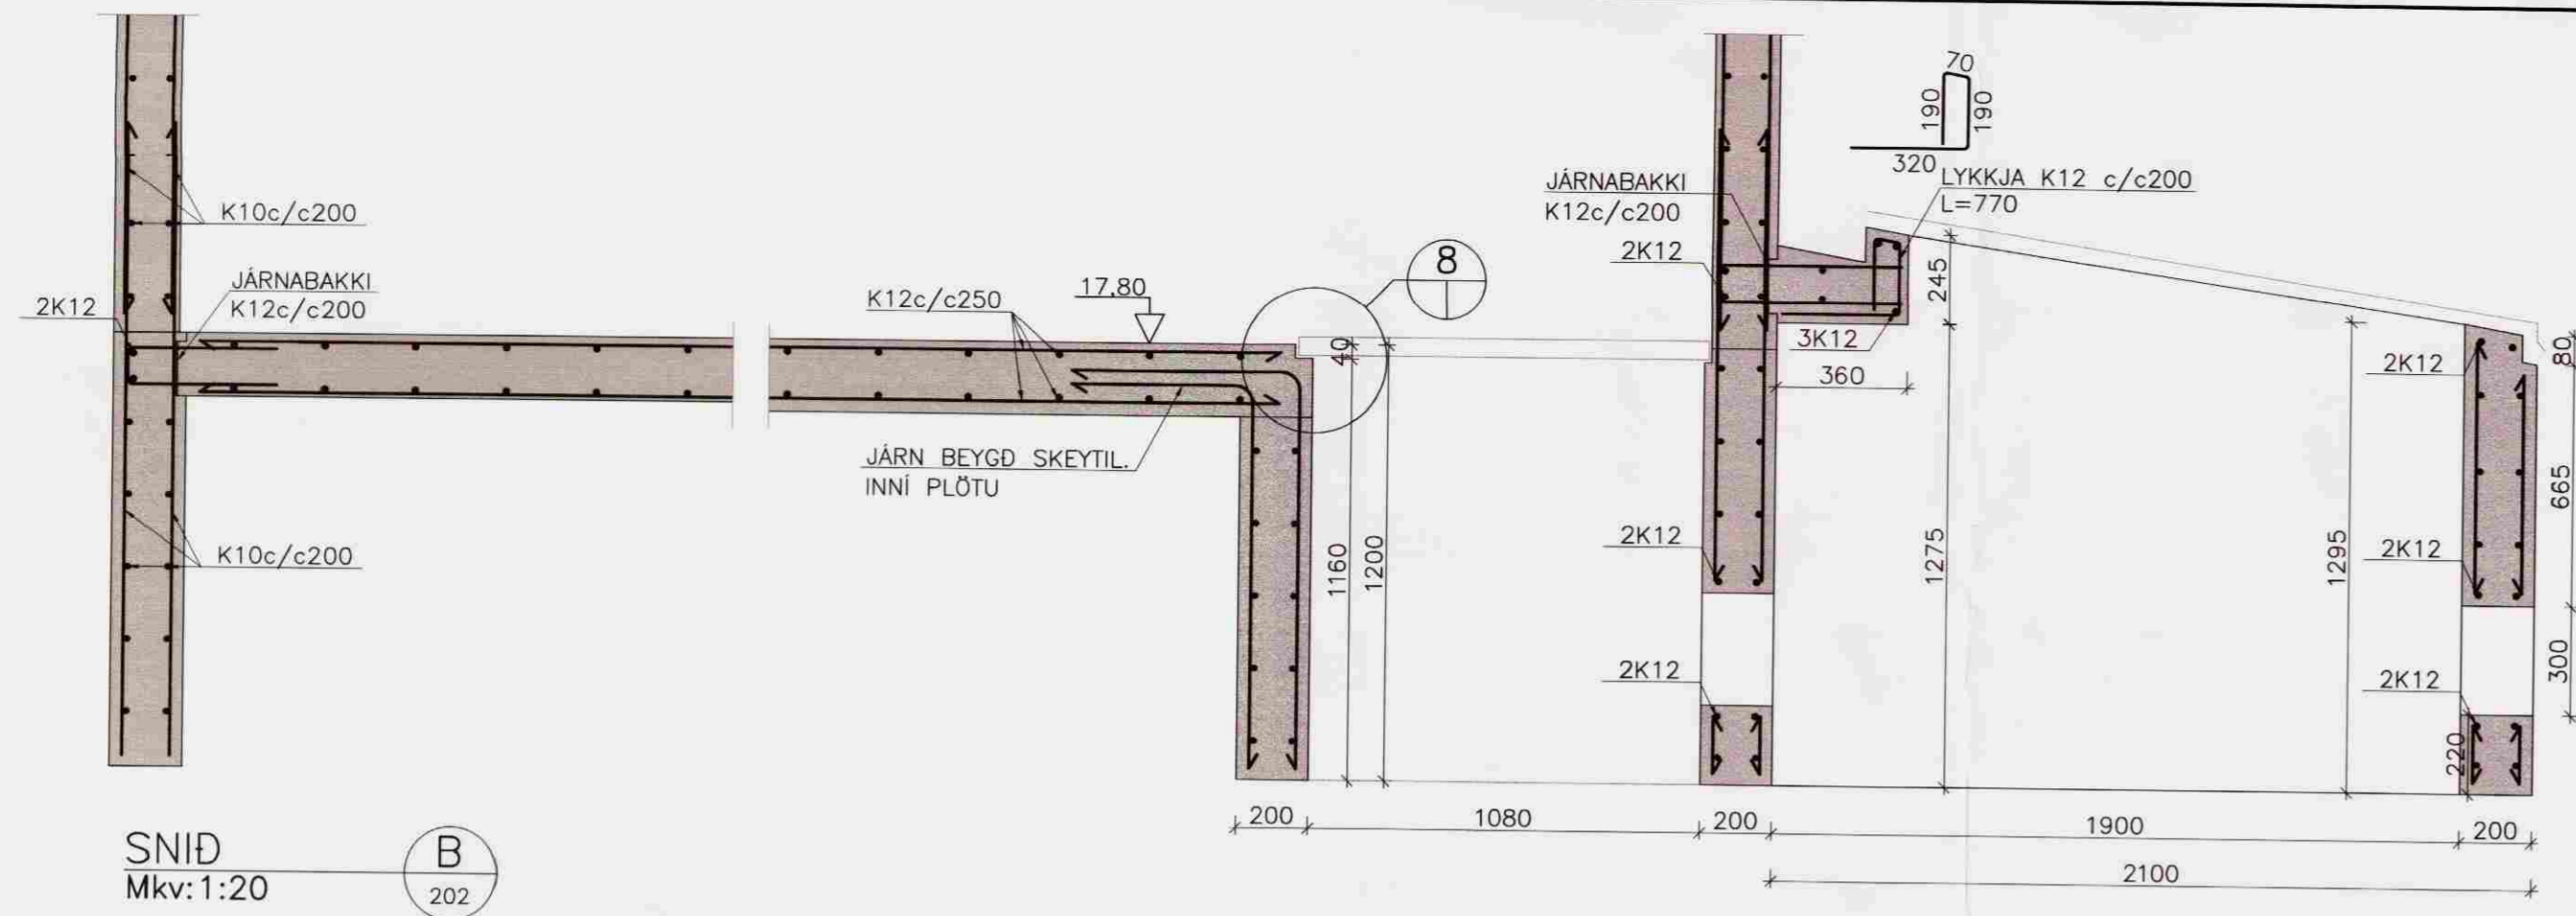 K10c/c200
2K12
JÁRNABAKKI
K12c/c200
K10c/c200
K12c/c250
17,80
8
JÁRN BEYGÐ SKEYTIL.
INNÍ PLÖTU
40
1160
1200
JÁRNABAKKI
K12c/c200
2K12
70
190
190
320
LYKKJA K12 c/c200
L=770
245
3K12
360
2K12
2K12
1275
1295
2K12
2K12
2K12
80
665
300
220
200
1080
200
1900
200
2100
SNIÐ
Mkv:1:20
B
202